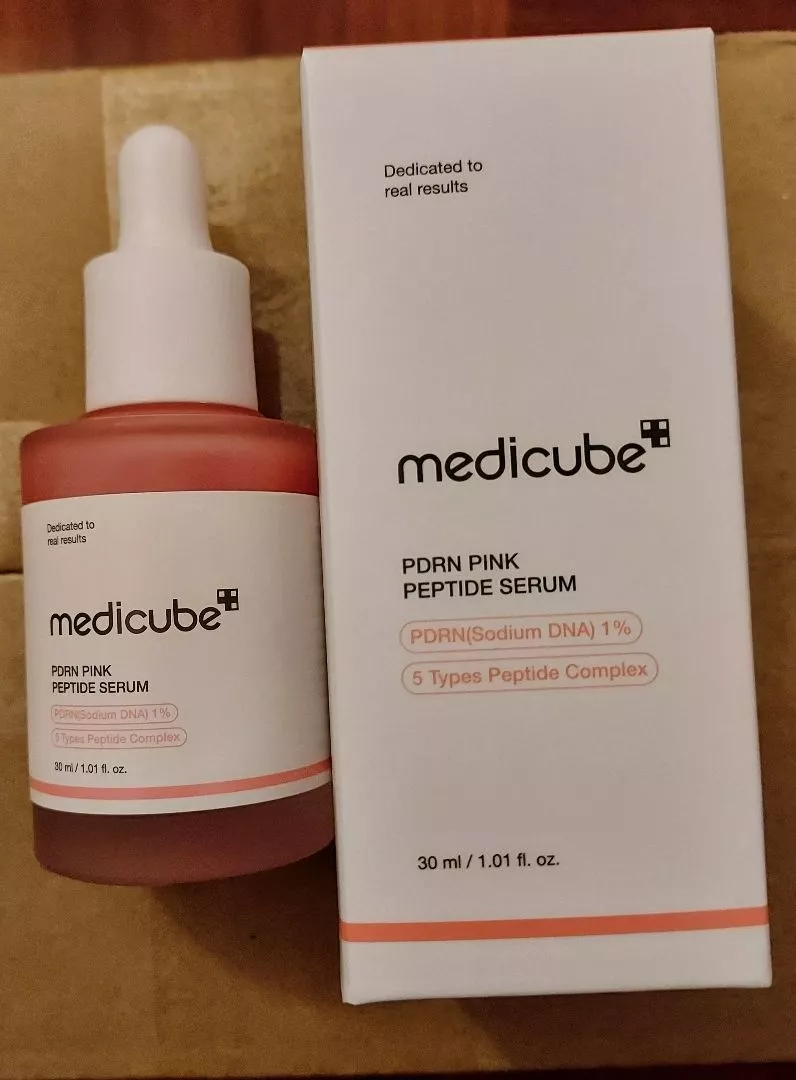 Dedicated to
real results
medicube
PDRN PINK
PEPTIDE SERUM
PDRN(Sodium DNA) 1%
5 Types Peptide Complex
30 ml / 1.01 fl. oz.
Dedicated to
real results
medicube
PDRN PINK
PEPTIDE SERUM
PDRN(Sodium DNA) 1%
5 Types Peptide Complex
30 ml / 1.01 fl. oz.